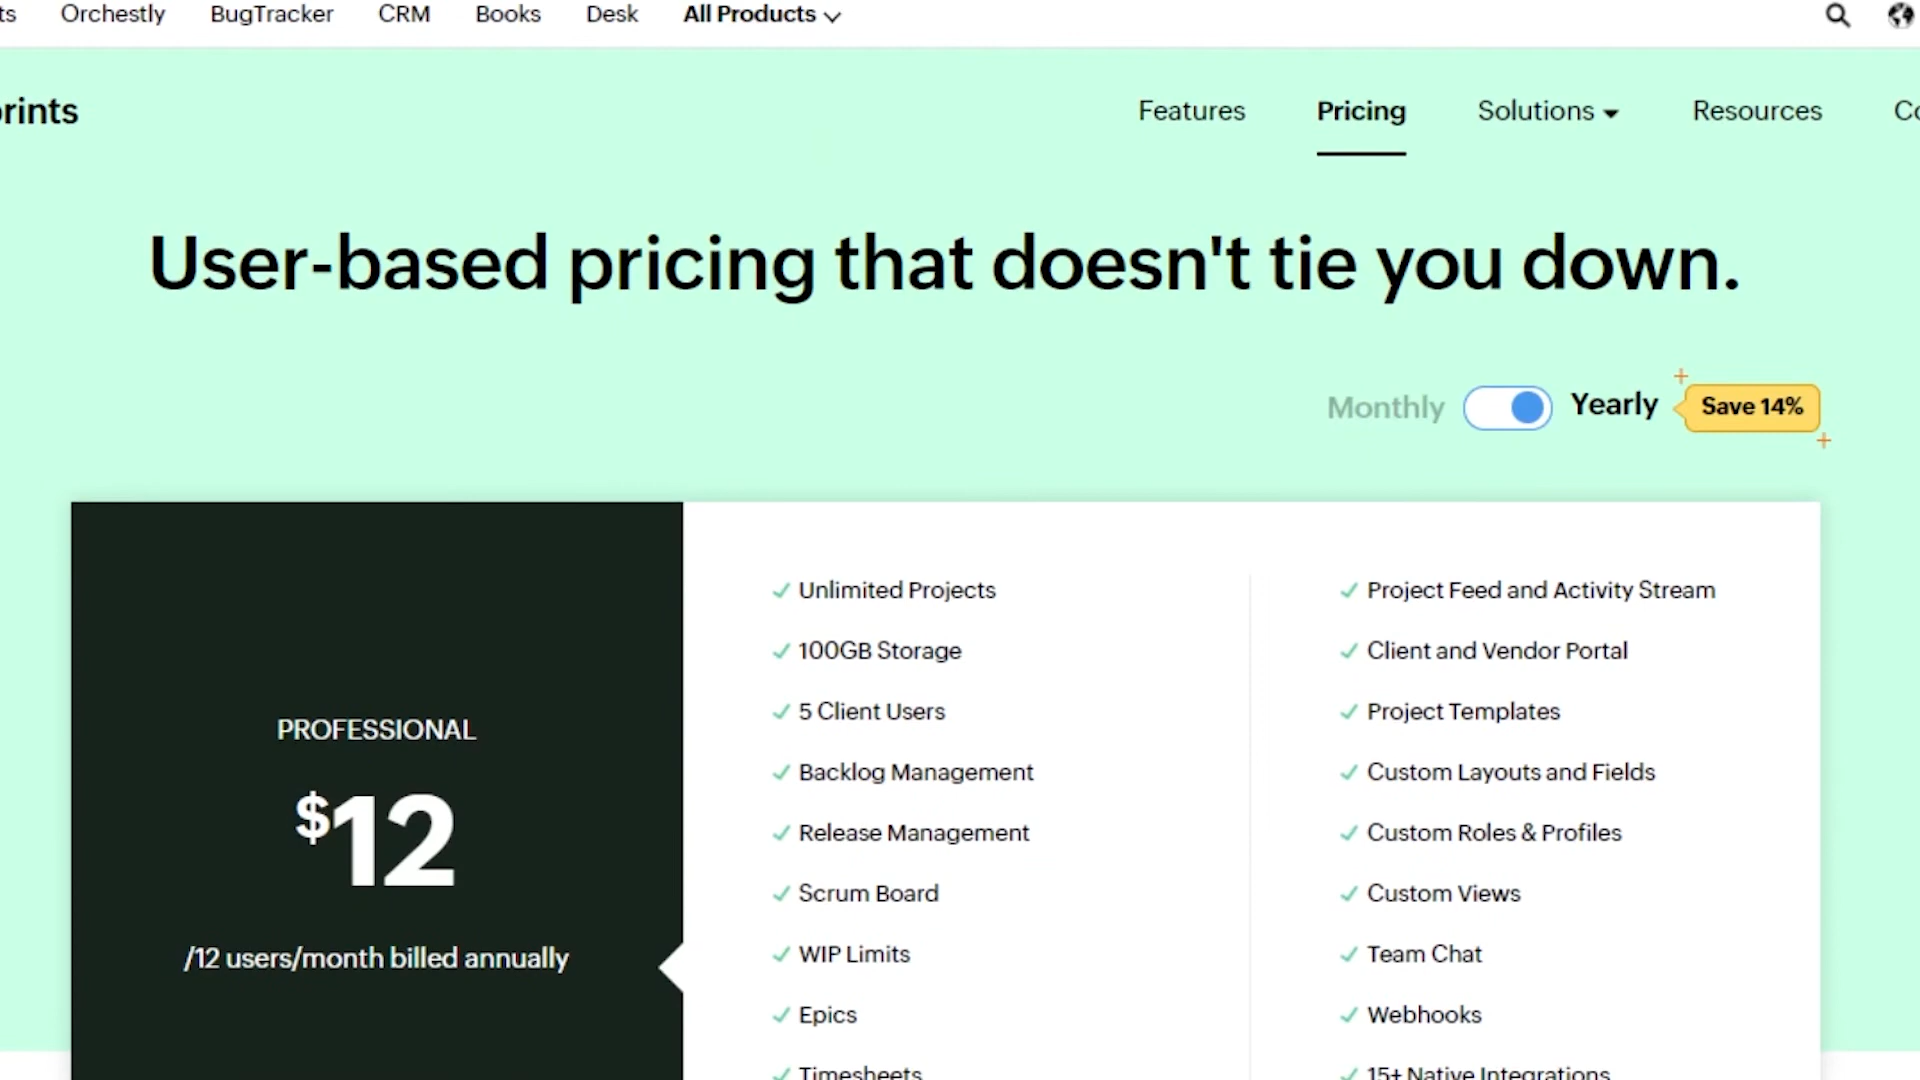 Orchestly BugTracker CRM Books Desk All Products
Features Pricing Solutions Resources
User-based pricing that doesn't tie you down.
Monthly Yearly Save 14%
PROFESSIONAL
$12
/12 users/month billed annually
Unlimited Projects
100GB Storage
5 Client Users
Backlog Management
Release Management
Scrum Board
WIP Limits
Epics
Timesheets
Project Feed and Activity Stream
Client and Vendor Portal
Project Templates
Custom Layouts and Fields
Custom Roles & Profiles
Custom Views
Team Chat
Webhooks
15+ Native Integrations